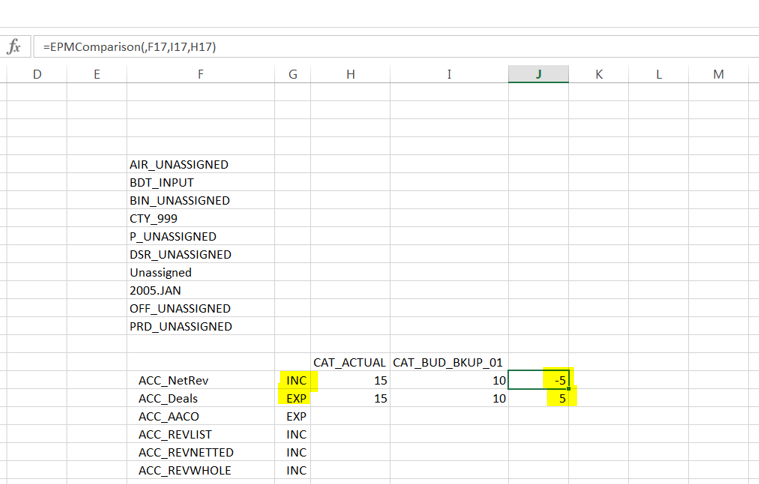 fx =EPMComparison(,F17,I17,H17)
D E F G H I J K L M
AIR_UNASSIGNED
BDT_INPUT
BIN_UNASSIGNED
CTY_999
P_UNASSIGNED
DSR_UNASSIGNED
Unassigned
2005.JAN
OFF_UNASSIGNED
PRD_UNASSIGNED
CAT_ACTUAL CAT_BUD_BKUP_01
ACC_NetRev INC 15 10 -5
ACC_Deals EXP 15 10 5
ACC_AACO EXP
ACC_REVLIST INC
ACC_REVNETTED INC
ACC_REVWHOLE INC